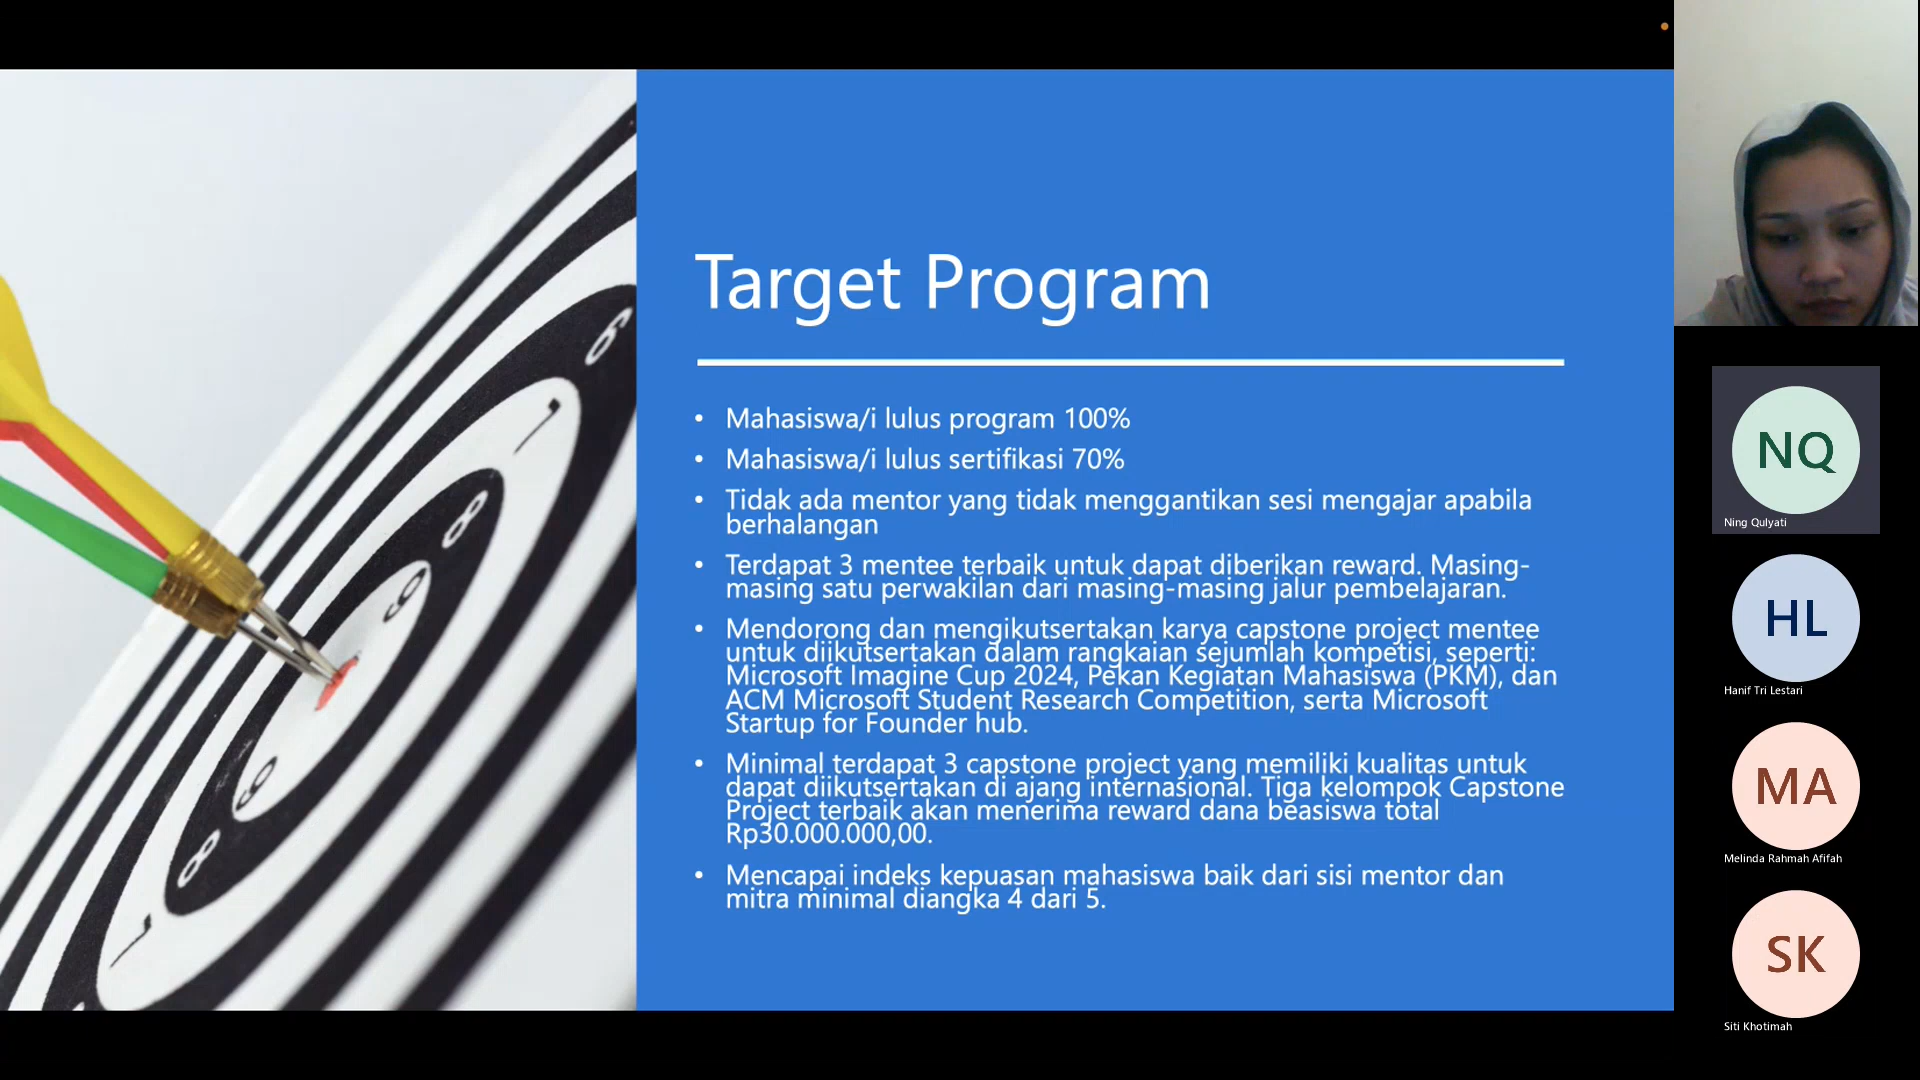 Target Program
• Mahasiswa/i lulus program 100%
• Mahasiswa/i lulus sertifikasi 70%
• Tidak ada mentor yang tidak menggantikan sesi mengajar apabila
berhalangan
• Terdapat 3 mentee terbaik untuk dapat diberikan reward. Masing-
masing satu perwakilan dari masing-masing jalur pembelajaran.
• Mendorong dan mengikutsertakan karya capstone project mentee
untuk diikutsertakan dalam rangkaian sejumlah kompetisi, seperti:
Microsoft Imagine Cup 2024, Pekan Kegiatan Mahasiswa (PKM), dan
ACM Microsoft Student Research Competition, serta Microsoft
Startup for Founder hub.
• Minimal terdapat 3 capstone project yang memiliki kualitas untuk
dapat diikutsertakan di ajang internasional. Tiga kelompok Capstone
Project terbaik akan menerima reward dana beasiswa total
Rp30.000.000,00.
• Mencapai indeks kepuasan mahasiswa baik dari sisi mentor dan
mitra minimal diangka 4 dari 5.
NQ
Ning Qulyati
HL
Hanif Tri Lestari
MA
Melinda Rahmah Afifah
SK
Siti Khotimah